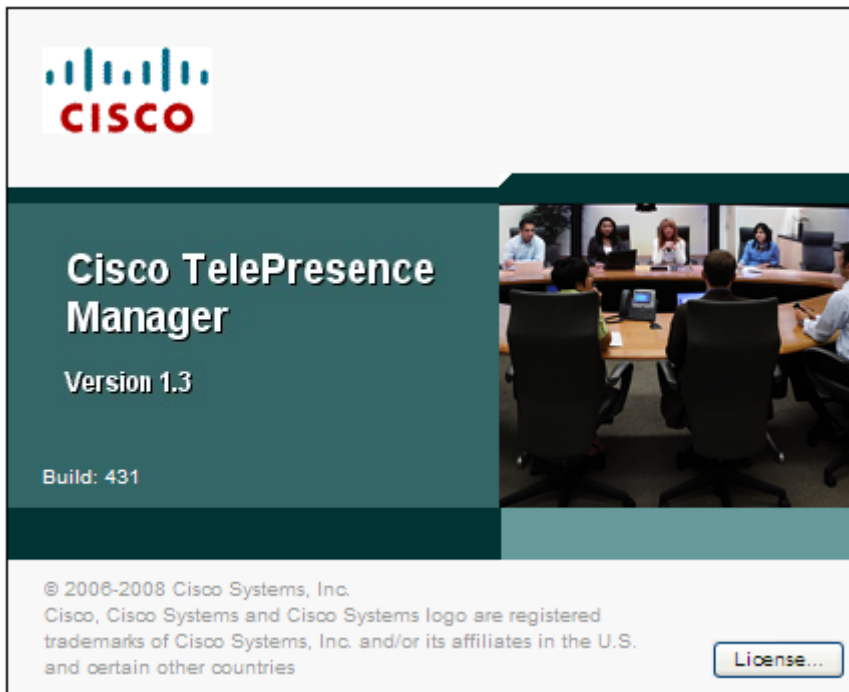 CISCO
Cisco TelePresence
Manager
Version 1.3
Build: 431
© 2006-2008 Cisco Systems, Inc.
Cisco, Cisco Systems and Cisco Systems logo are registered
trademarks of Cisco Systems, Inc. and/or its affiliates in the U.S.
and certain other countries
License...